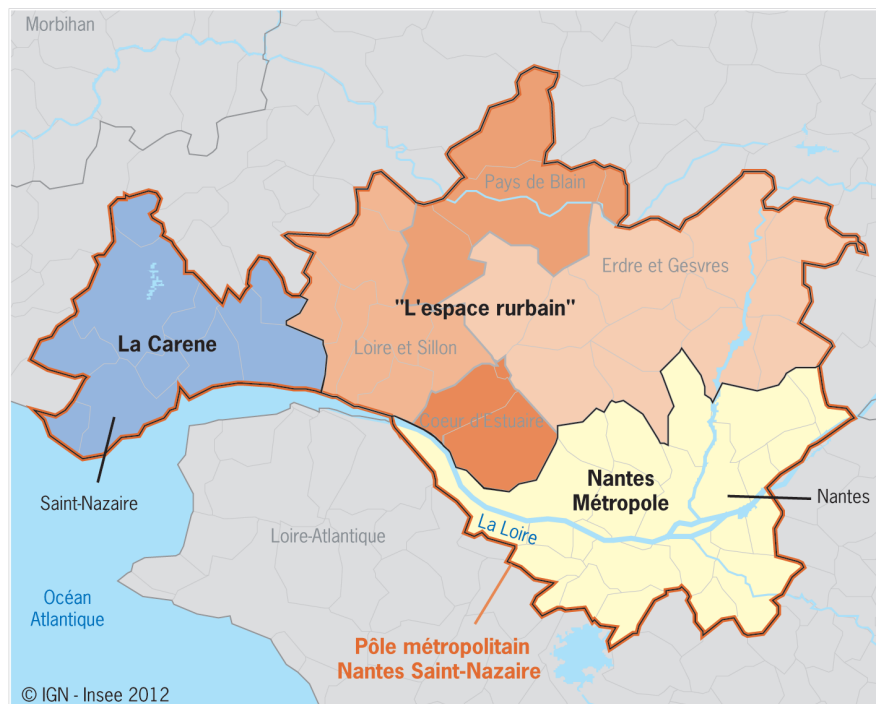 Morbihan
Pays de Blain
Erdre et Gesvres
"L'espace rurbain"
La Carene
Loire et Sillon
Coeur d'Estuaire
Nantes
Métropole
Saint-Nazaire
Nantes
La Loire
Loire-Atlantique
Océan
Atlantique
Pôle métropolitain
Nantes Saint-Nazaire
© IGN - Insee 2012